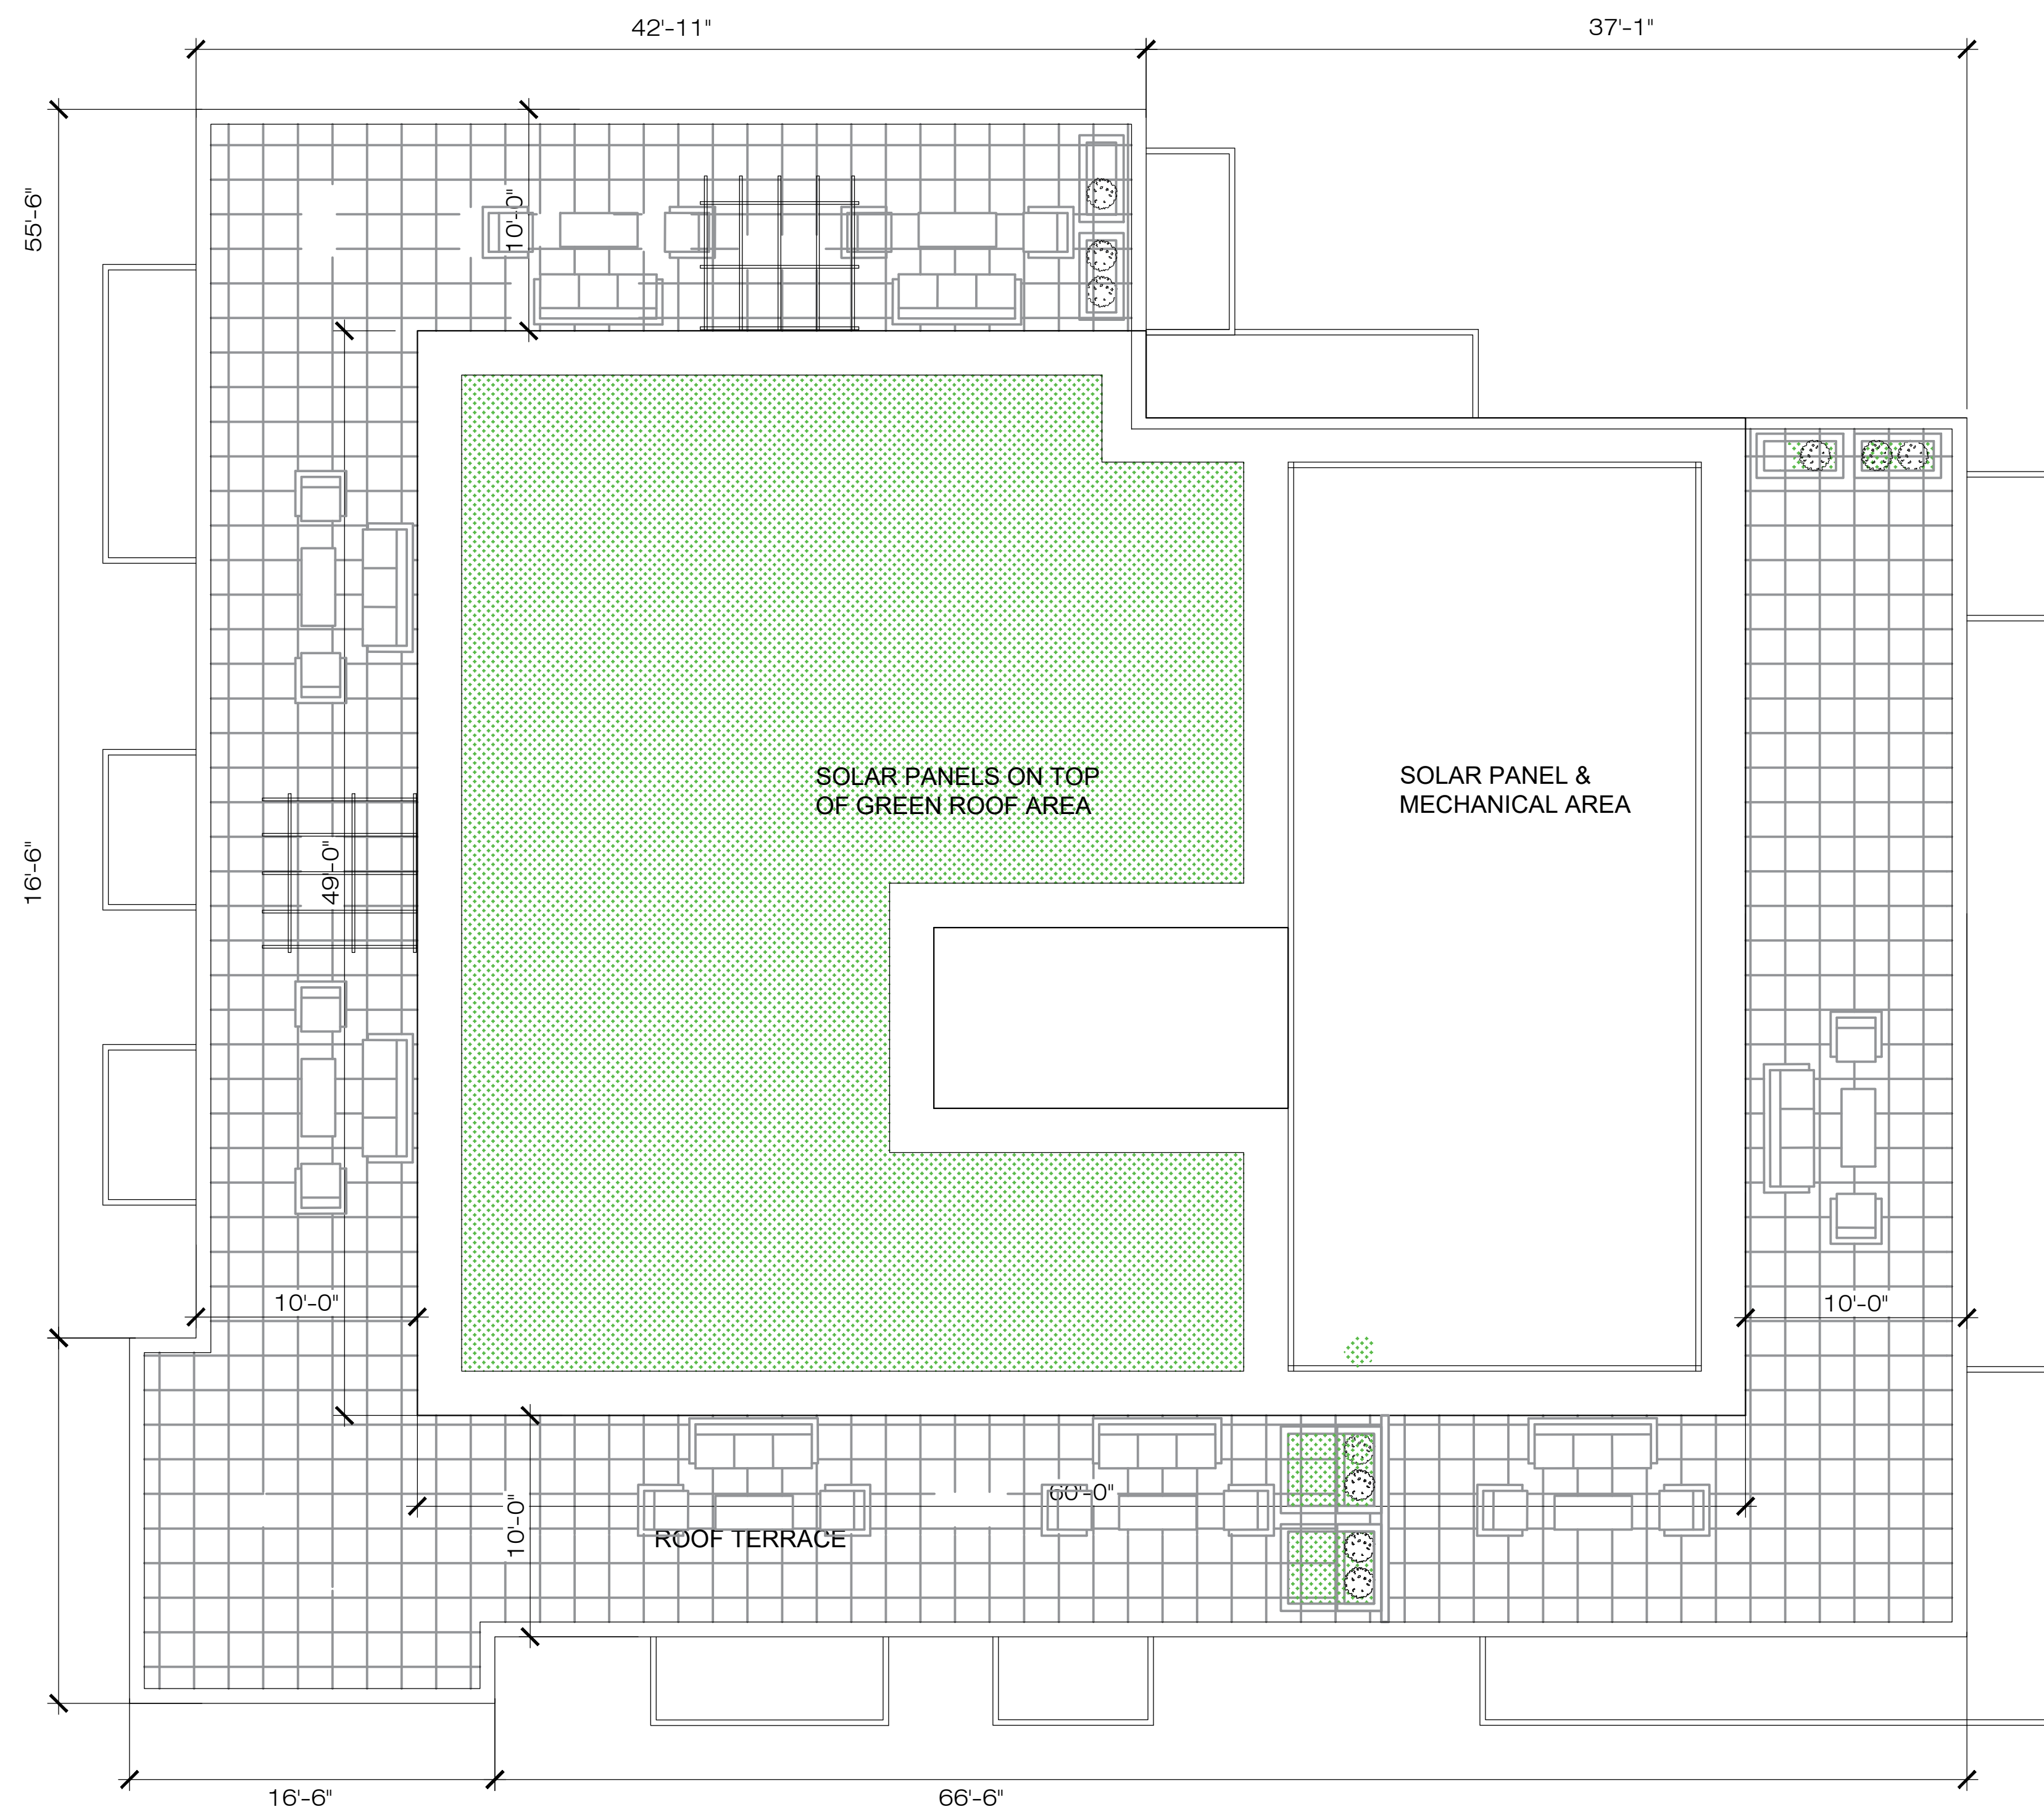 42'-11"
37'-1"
55'-6"
10'-0"
SOLAR PANELS ON TOP
OF GREEN ROOF AREA
SOLAR PANEL &
MECHANICAL AREA
16'-6"
49'-0"
10'-0"
10'-0"
60'-0"
10'-0"
ROOF TERRACE
16'-6"
66'-6"